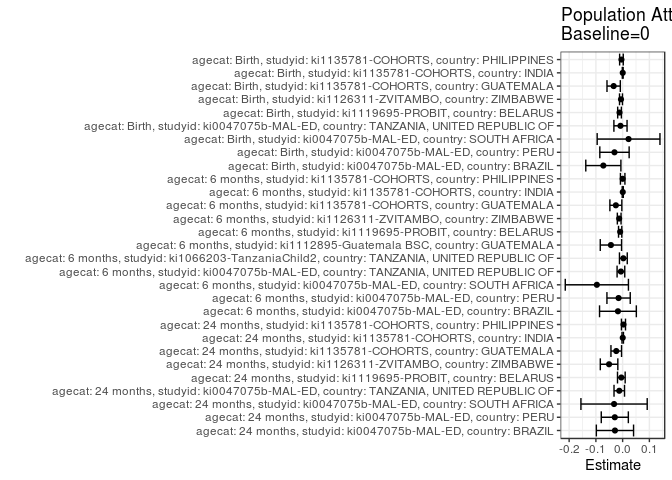 Population Att
Baseline=0
agecat: Birth, studyid: ki1135781-COHORTS, country: PHILIPPINES
agecat: Birth, studyid: ki1135781-COHORTS, country: INDIA
agecat: Birth, studyid: ki1135781-COHORTS, country: GUATEMALA
agecat: Birth, studyid: ki1126311-ZVITAMBO, country: ZIMBABWE
agecat: Birth, studyid: ki1119695-PROBIT, country: BELARUS
agecat: Birth, studyid: ki0047075b-MAL-ED, country: TANZANIA, UNITED REPUBLIC OF
agecat: Birth, studyid: ki0047075b-MAL-ED, country: SOUTH AFRICA
agecat: Birth, studyid: ki0047075b-MAL-ED, country: PERU
agecat: Birth, studyid: ki0047075b-MAL-ED, country: BRAZIL
agecat: 6 months, studyid: ki1135781-COHORTS, country: PHILIPPINES
agecat: 6 months, studyid: ki1135781-COHORTS, country: INDIA
agecat: 6 months, studyid: ki1135781-COHORTS, country: GUATEMALA
agecat: 6 months, studyid: ki1126311-ZVITAMBO, country: ZIMBABWE
agecat: 6 months, studyid: ki1119695-PROBIT, country: BELARUS
agecat: 6 months, studyid: ki1112895-Guatemala BSC, country: GUATEMALA
agecat: 6 months, studyid: ki1066203-TanzaniaChild2, country: TANZANIA, UNITED REPUBLIC OF
agecat: 6 months, studyid: ki0047075b-MAL-ED, country: TANZANIA, UNITED REPUBLIC OF
agecat: 6 months, studyid: ki0047075b-MAL-ED, country: SOUTH AFRICA
agecat: 6 months, studyid: ki0047075b-MAL-ED, country: PERU
agecat: 6 months, studyid: ki0047075b-MAL-ED, country: BRAZIL
agecat: 24 months, studyid: ki1135781-COHORTS, country: PHILIPPINES
agecat: 24 months, studyid: ki1135781-COHORTS, country: INDIA
agecat: 24 months, studyid: ki1135781-COHORTS, country: GUATEMALA
agecat: 24 months, studyid: ki1126311-ZVITAMBO, country: ZIMBABWE
agecat: 24 months, studyid: ki1119695-PROBIT, country: BELARUS
agecat: 24 months, studyid: ki0047075b-MAL-ED, country: TANZANIA, UNITED REPUBLIC OF
agecat: 24 months, studyid: ki0047075b-MAL-ED, country: SOUTH AFRICA
agecat: 24 months, studyid: ki0047075b-MAL-ED, country: PERU
agecat: 24 months, studyid: ki0047075b-MAL-ED, country: BRAZIL
-0.2 -0.1 0.0 0.1
Estimate